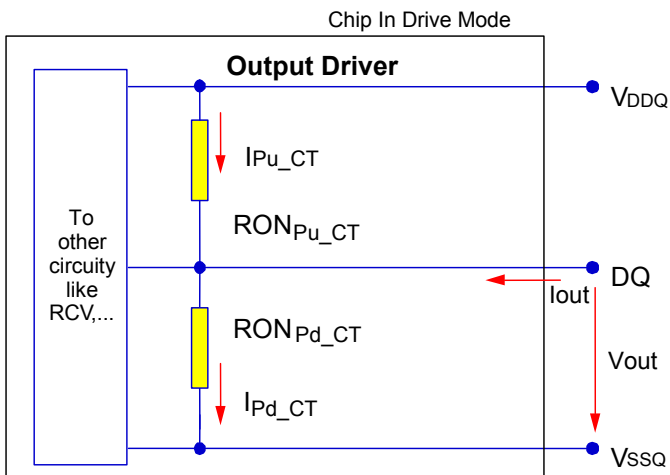 Chip In Drive Mode
Output Driver
VDDQ
IPu_CT
RONPu_CT
To
other
circuity
like
RCV,...
DQ
Iout
RONPd_CT
Vout
IPd_CT
VSSQ